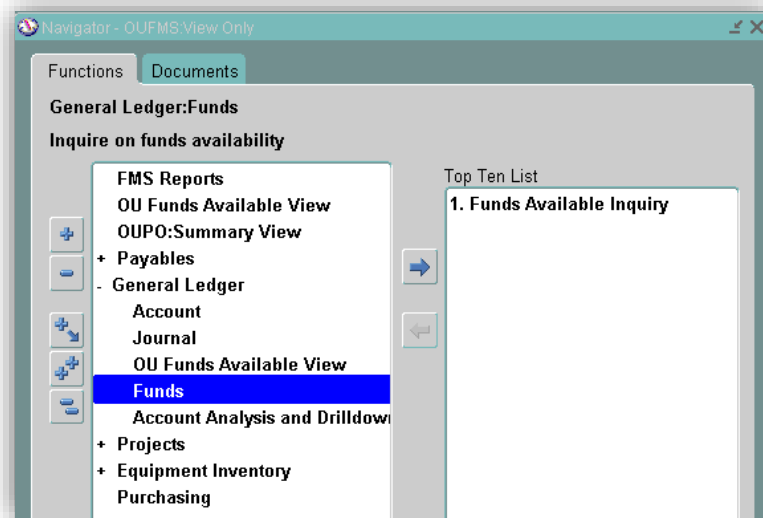 Navigator - OUFMS:View Only
Functions Documents
General Ledger:Funds
Inquire on funds availability
Top Ten List
FMS Reports
OU Funds Available View
OUPO:Summary View
+ Payables
- General Ledger
Account
Journal
OU Funds Available View
Funds
Account Analysis and Drilldow
+ Projects
+ Equipment Inventory
Purchasing
1. Funds Available Inquiry